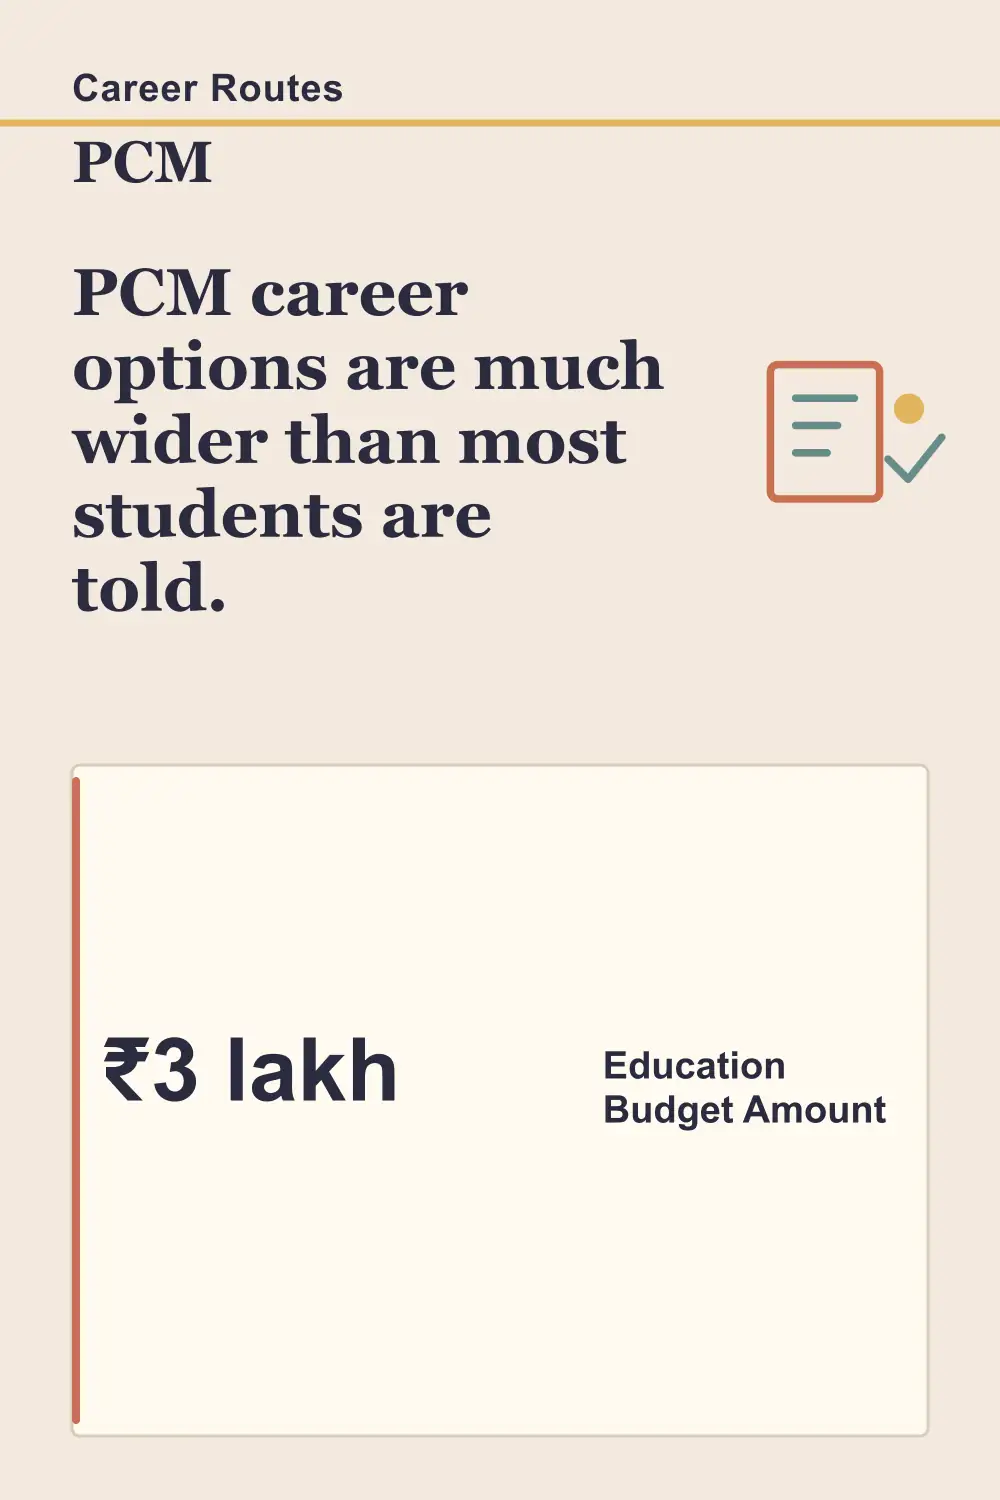 Career Routes
PCM
PCM career
options are much
wider than most
students are
told.
₹3 lakh
Education
Budget Amount